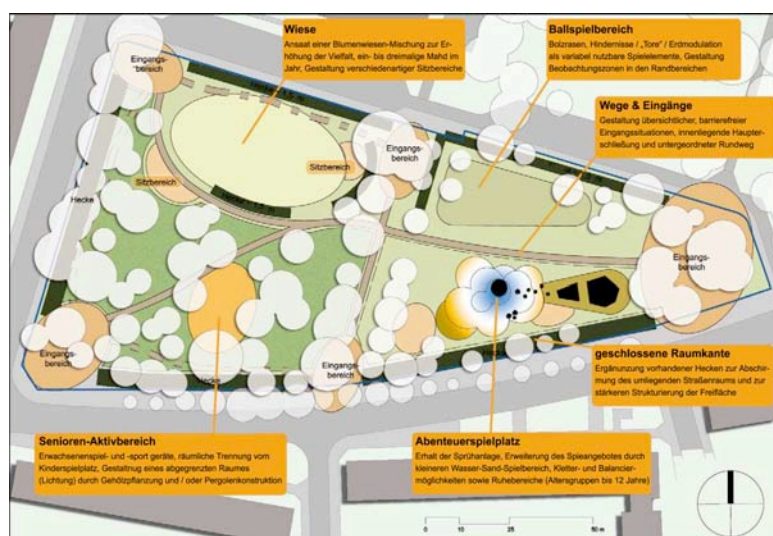 Wiese
Ansaat einer Blumenwiesen-Mischung zur Er-
höhung der Vielfalt, ein- bis dreimalige Mahd im
Jahr, Gestaltung verschiedenartiger Sitzbereiche
Ballspielbereich
Bolzrasen, Hindernisse / „Tore“ / Erdmodulation
als variabel nutzbare Spielelemente, Gestaltung
Beobachtungszonen in den Randbereichen
Wege & Eingänge
Gestaltung übersichtlicher, barrierefreier
Eingangssituationen, innenliegende Haupter-
schließung und untergeordneter Rundweg
Eingangs-
bereich
Eingangs-
bereich
Sitzbereich
Sitzbereich
Hecke
Eingangs-
bereich
Eingangs-
bereich
Eingangs-
bereich
Hecke
geschlossene Raumkante
Ergänunzung vorhandener Hecken zur Abschir-
mung des umliegenden Straßenraums und zur
stärkeren Strukturierung der Freifläche
Senioren-Aktivbereich
Erwachsenenspiel- und -sport geräte, räumliche Trennung vom
Kinderspielplatz, Gestaltnug eines abgegrenzten Raumes
(Lichtung) durch Gehölzpflanzung und / oder Pergolenkonstruktion
Abenteuerspielplatz
Erhalt der Sprühanlage, Erweiterung des Spieangebotes durch
kleineren Wasser-Sand-Spielbereich, Kletter- und Balancier-
möglichkeiten sowie Ruhebereiche (Altersgruppen bis 12 Jahre)
0 10 25 50 m